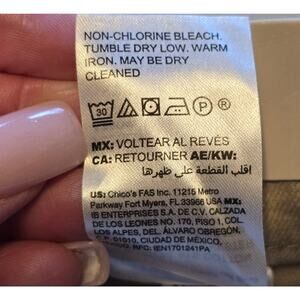 NON-CHLORINE BLEACH.
TUMBLE DRY LOW. WARM
IRON. MAY BE DRY
CLEANED
30 P ®
MX: VOLTEAR AL REVÉS
CA: RETOURNER AE/KW:
اقلب القطعة على ظهرها
US: Chico's FAS Inc. 11215 Metro
Parkway Fort Myers, FL 33966 USA MX:
IB ENTERPRISES S.A. DE C.V. CALZADA
DE LOS LEONES NO. 170, PISO 1, COL
LOS ALPES, DEL. ÁLVARO OBREGÓN,
C.P. 01010, CIUDAD DE MÉXICO,
RFC: IEN1701241PA